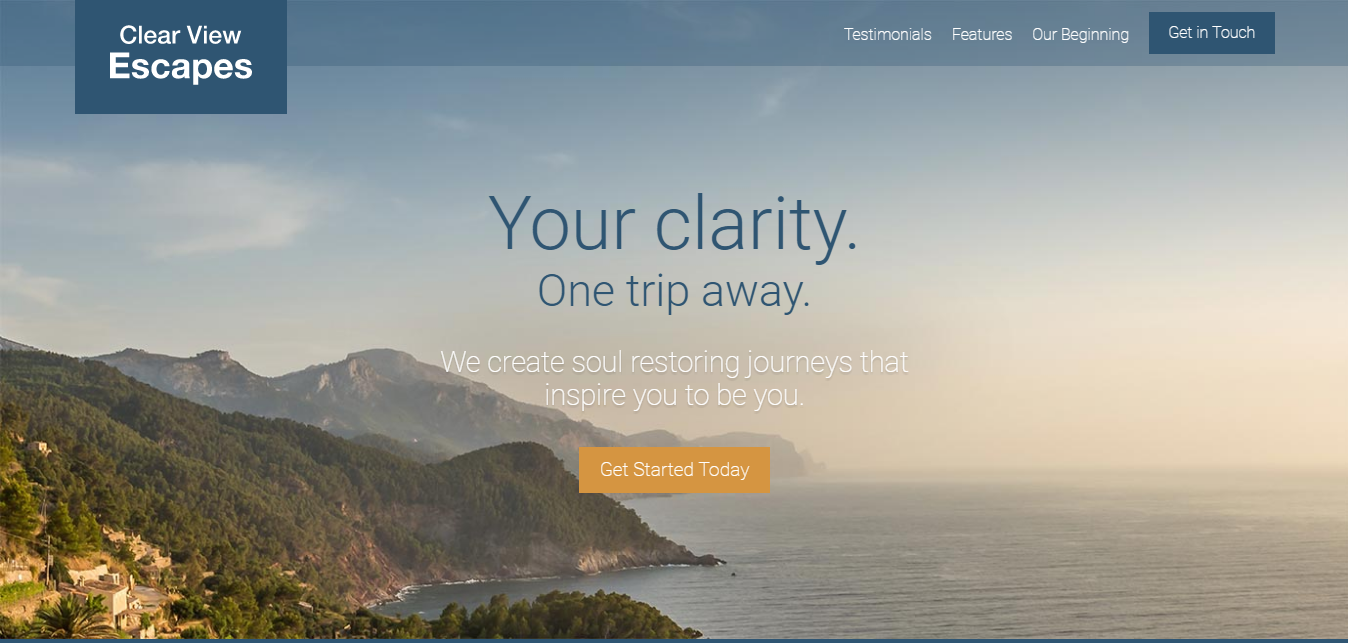 Clear View
Escapes
Testimonials
Features
Our Beginning
Get in Touch
Your clarity.
One trip away.
We create soul restoring journeys that
inspire you to be you.
Get Started Today